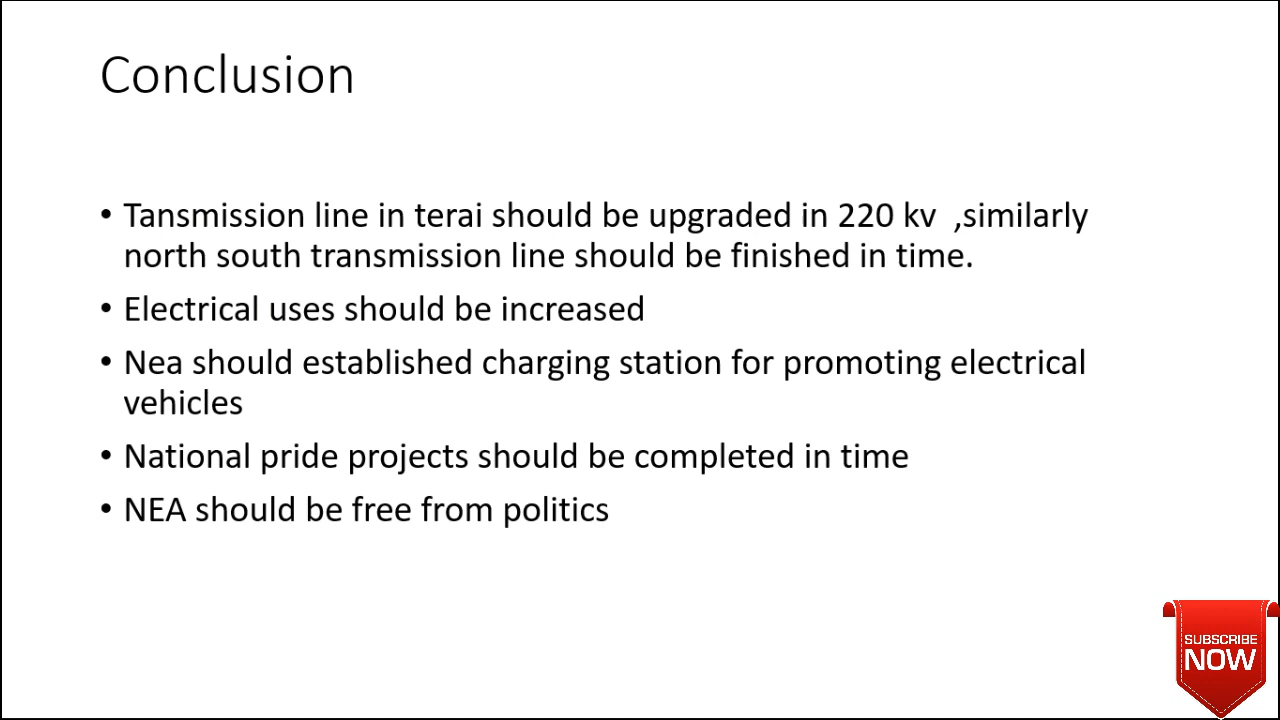 Conclusion
• Tansmission line in terai should be upgraded in 220 kv  ,similarly
north south transmission line should be finished in time.
• Electrical uses should be increased
• Nea should established charging station for promoting electrical
vehicles
• National pride projects should be completed in time
• NEA should be free from politics
SUBSCRIBE
NOW